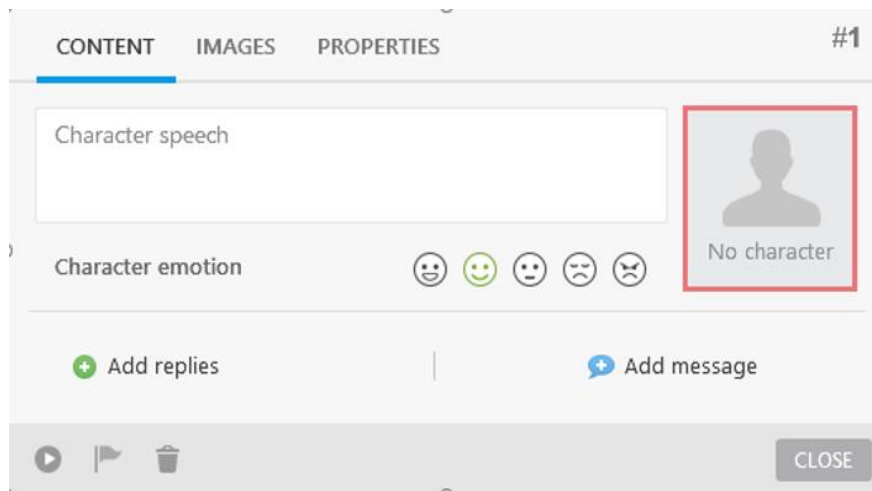 CONTENT IMAGES PROPERTIES #1
Character speech
No character
Character emotion
Add replies Add message
CLOSE